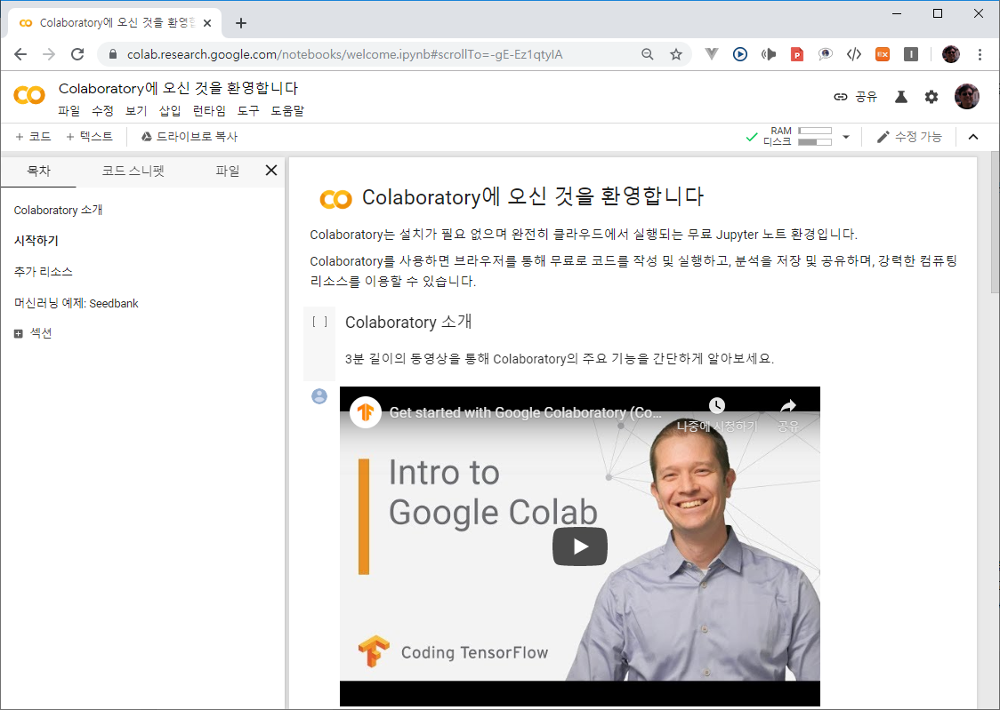 Colaboratory에 오신 것을 환영합
colab.research.google.com/notebooks/welcome.ipynb#scrollTo=-gE-Ez1qtyIA
Colaboratory에 오신 것을 환영합니다
파일 수정 보기 삽입 런타임 도구 도움말
공유
+ 코드 + 텍스트 드라이브로 복사
RAM
디스크
수정 가능
목차 코드 스니펫 파일
Colaboratory 소개
시작하기
추가 리소스
머신러닝 예제: Seedbank
섹션
Colaboratory에 오신 것을 환영합니다
Colaboratory는 설치가 필요 없으며 완전히 클라우드에서 실행되는 무료 Jupyter 노트 환경입니다.
Colaboratory를 사용하면 브라우저를 통해 무료로 코드를 작성 및 실행하고, 분석을 저장 및 공유하며, 강력한 컴퓨팅
리소스를 이용할 수 있습니다.
[ ] Colaboratory 소개
3분 길이의 동영상을 통해 Colaboratory의 주요 기능을 간단하게 알아보세요.
Get started with Google Colaboratory (Co...
나중에 시청하기 공유
Intro to
Google Colab
Coding TensorFlow